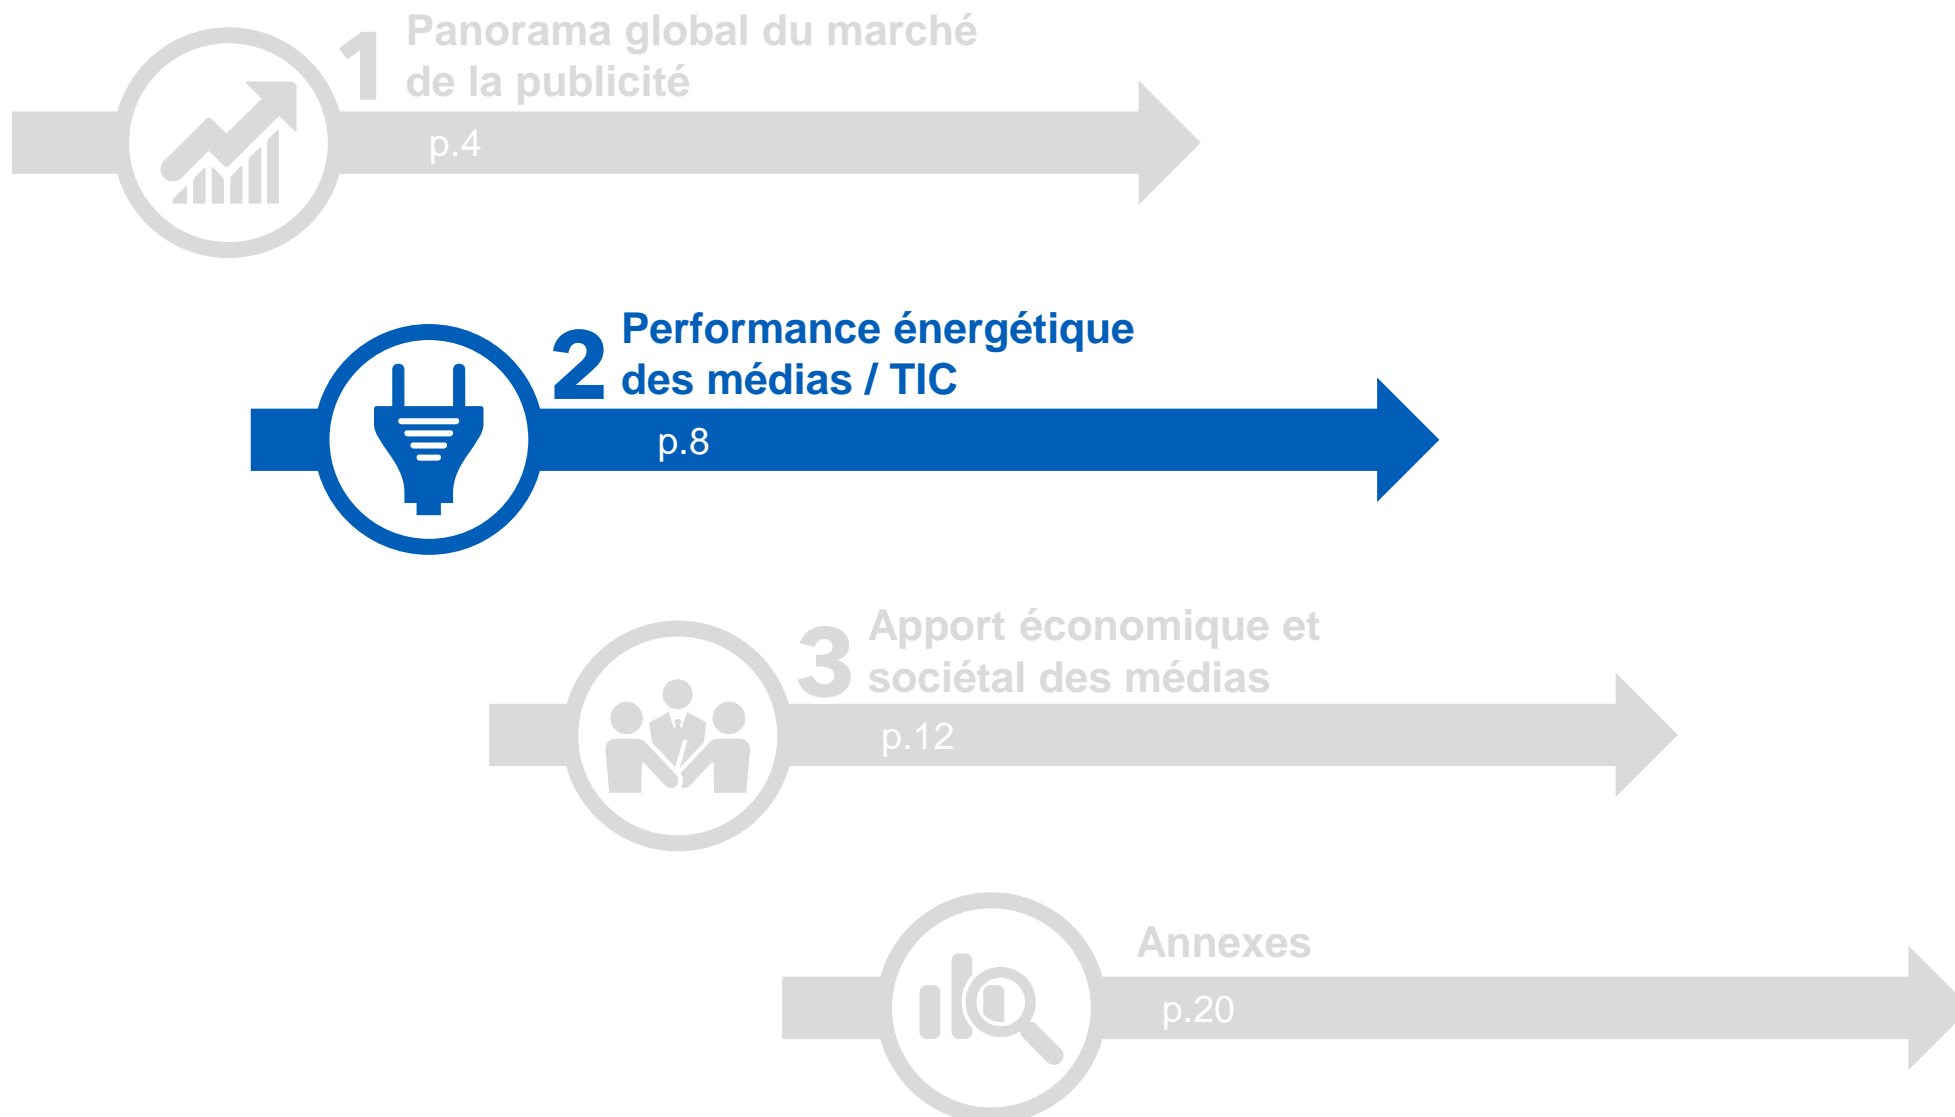 1
Panorama global du marché
de la publicité
p.4
2
Performance énergétique
des médias / TIC
p.8
3
Apport économique et
sociétal des médias
p.12
Annexes
p.20